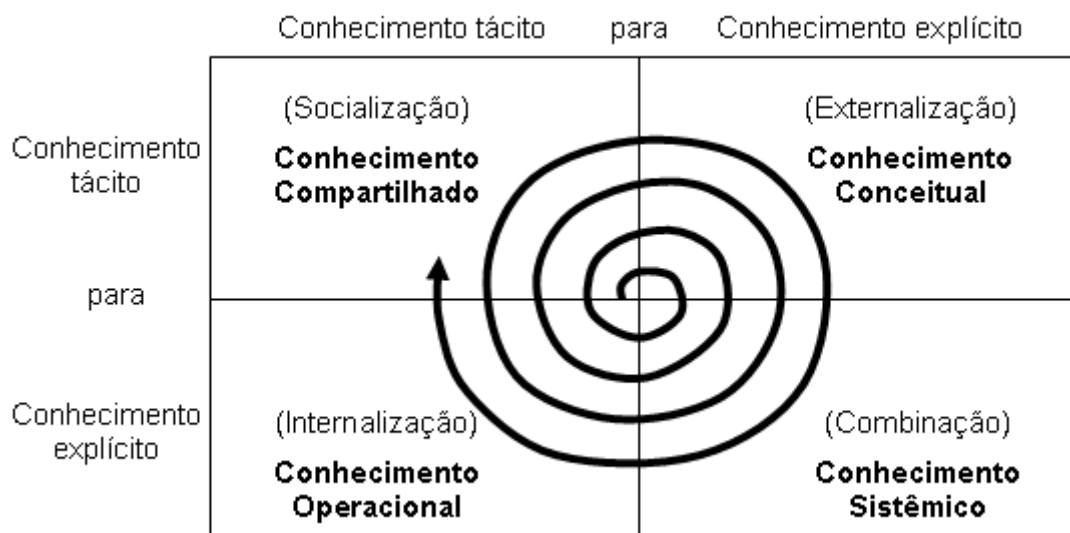 Conhecimento tácito para Conhecimento explícito
(Socialização)
Conhecimento
Compartilhado
(Externalização)
Conhecimento
Conceitual
Conhecimento
tácito
para
Conhecimento
explícito
(Internalização)
Conhecimento
Operacional
(Combinação)
Conhecimento
Sistêmico